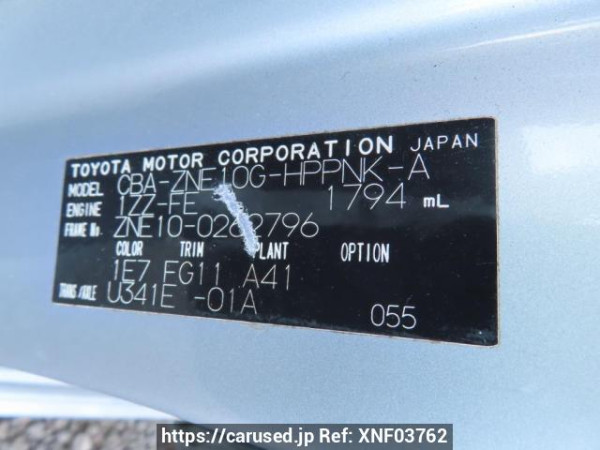 TOYOTA MOTOR CORPORATION JAPAN
MODEL CBA-ZNE10G-HPPNK-A
ENGINE 1ZZ-FE 1794 mL
FRAME No. ZNE10-0262796
COLOR TRIM PLANT OPTION
1E7 FG11 A41
TRANS/AXLE U341E -01A
055
https://carused.jp Ref: XNF03762